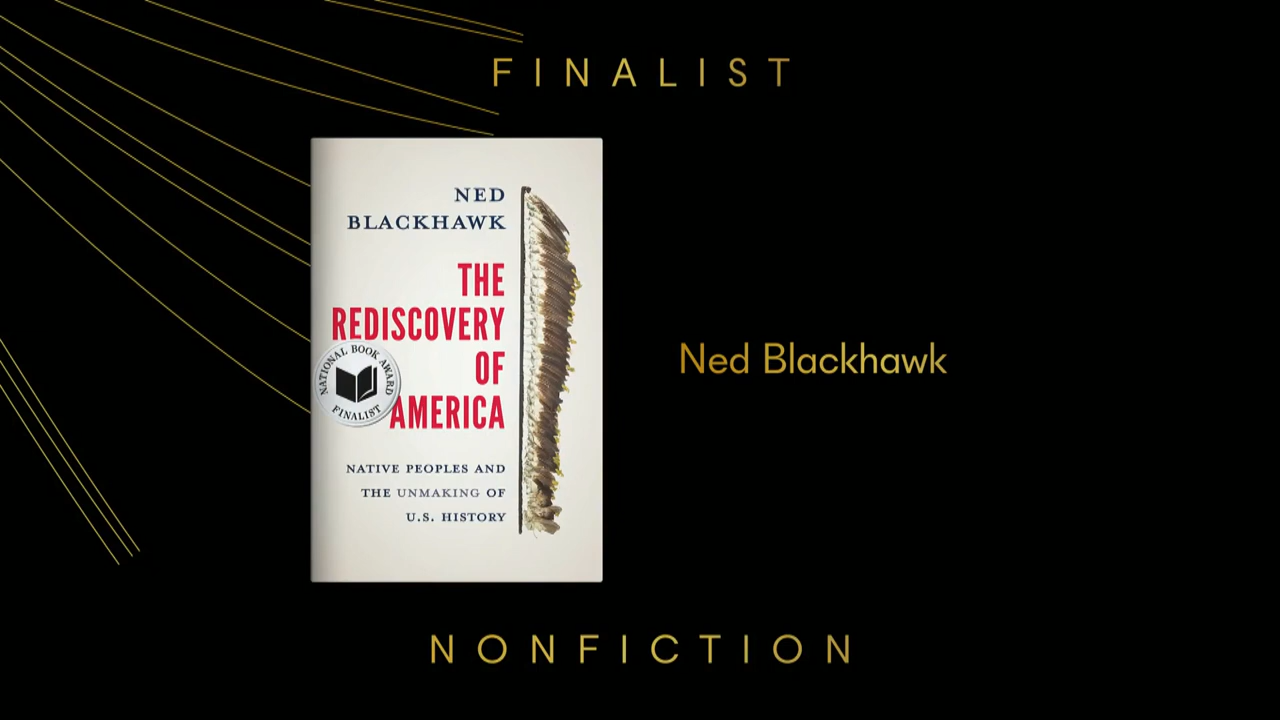 FINALIST
NED
BLACKHAWK
THE
REDISCOVERY
OF
AMERICA
NATIONAL BOOK AWARD
FINALIST
NATIVE PEOPLES AND
THE UNMAKING OF
U.S. HISTORY
Ned Blackhawk
NONFICTION